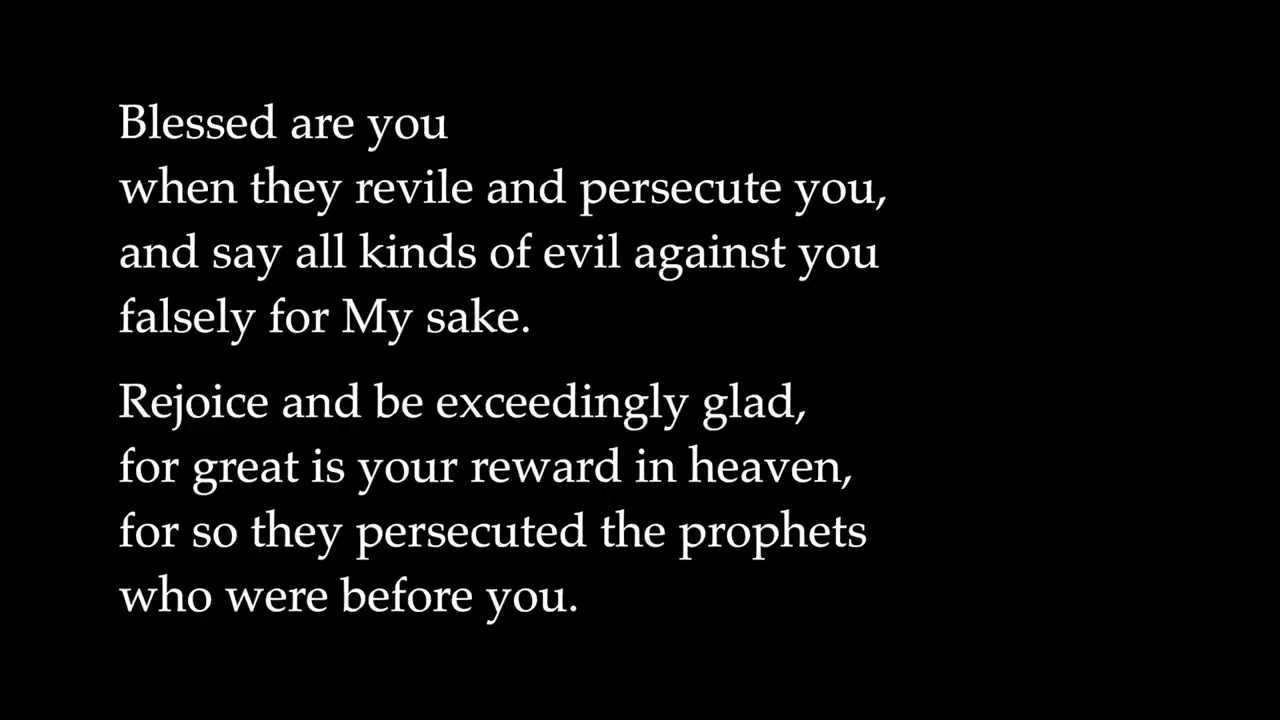 Blessed are you
when they revile and persecute you,
and say all kinds of evil against you
falsely for My sake.
Rejoice and be exceedingly glad,
for great is your reward in heaven,
for so they persecuted the prophets
who were before you.